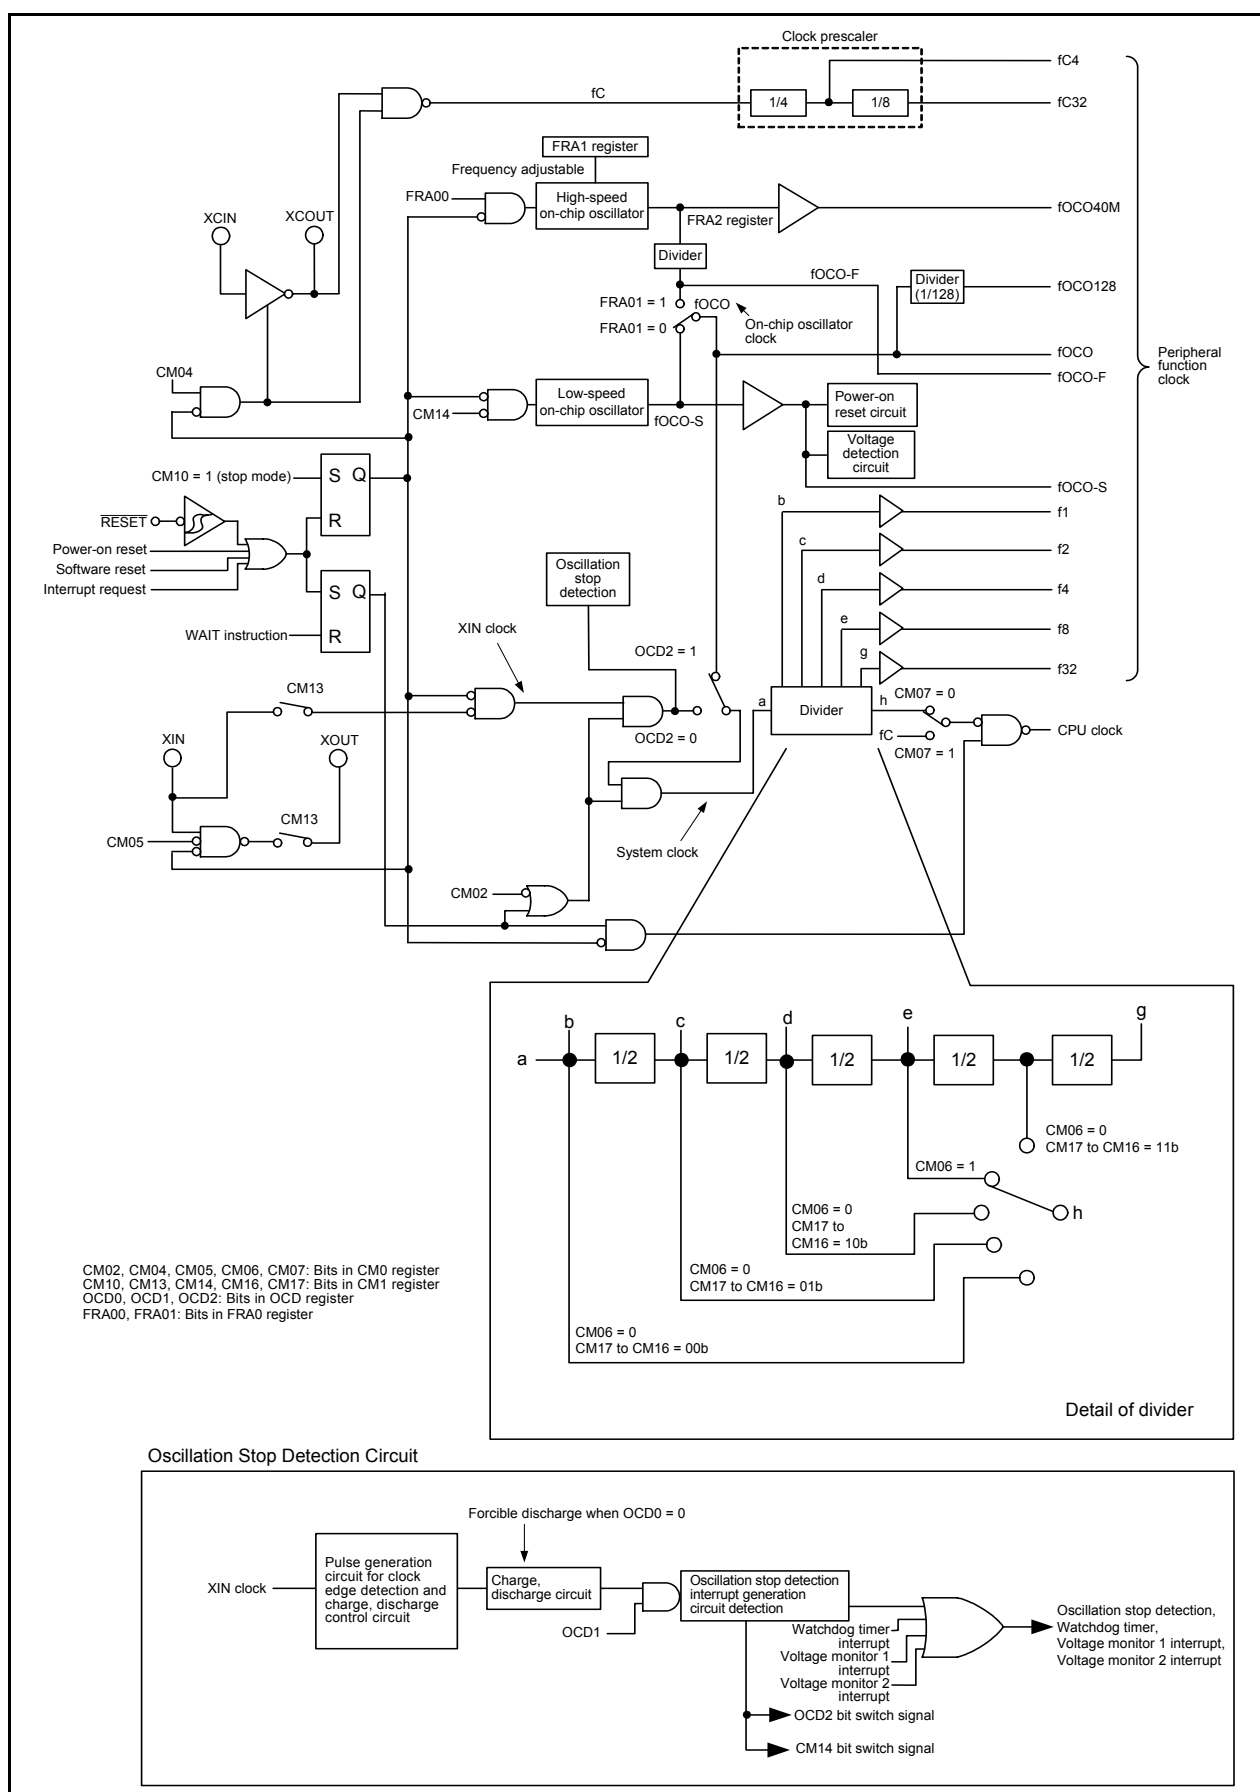 Clock prescaler
fC4
fC
1/4
1/8
fC32
FRA1 register
Frequency adjustable
FRA00
High-speed
on-chip oscillator
FRA2 register
fOCO40M
XCIN
XCOUT
Divider
fOCO-F
Divider
(1/128)
fOCO128
FRA01 = 1
fOCO
FRA01 = 0
On-chip oscillator
clock
fOCO
Peripheral
function
clock
fOCO-F
CM04
Low-speed
on-chip oscillator
CM14
fOCO-S
Power-on
reset circuit
Voltage
detection
circuit
CM10 = 1 (stop mode)
S Q
R
fOCO-S
RESET
b
f1
Power-on reset
Software reset
Interrupt request
c
f2
Oscillation
stop
detection
d
f4
S Q
R
WAIT instruction
XIN clock
e
f8
OCD2 = 1
g
f32
CM13
a
Divider
h
CM07 = 0
OCD2 = 0
fC
CM07 = 1
CPU clock
XIN
XOUT
CM13
CM05
System clock
CM02
a
b
1/2
c
1/2
d
1/2
e
1/2
1/2
g
CM06 = 0
CM17 to CM16 = 11b
CM06 = 1
h
CM06 = 0
CM17 to
CM16 = 10b
CM06 = 0
CM17 to CM16 = 01b
CM06 = 0
CM17 to CM16 = 00b
Detail of divider
CM02, CM04, CM05, CM06, CM07: Bits in CM0 register
CM10, CM13, CM14, CM16, CM17: Bits in CM1 register
OCD0, OCD1, OCD2: Bits in OCD register
FRA00, FRA01: Bits in FRA0 register
Oscillation Stop Detection Circuit
Forcible discharge when OCD0 = 0
XIN clock
Pulse generation
circuit for clock
edge detection and
charge, discharge
control circuit
Charge,
discharge circuit
OCD1
Oscillation stop detection
interrupt generation
circuit detection
Watchdog timer
interrupt
Voltage monitor 1
interrupt
Voltage monitor 2
interrupt
Oscillation stop detection,
Watchdog timer,
Voltage monitor 1 interrupt,
Voltage monitor 2 interrupt
OCD2 bit switch signal
CM14 bit switch signal